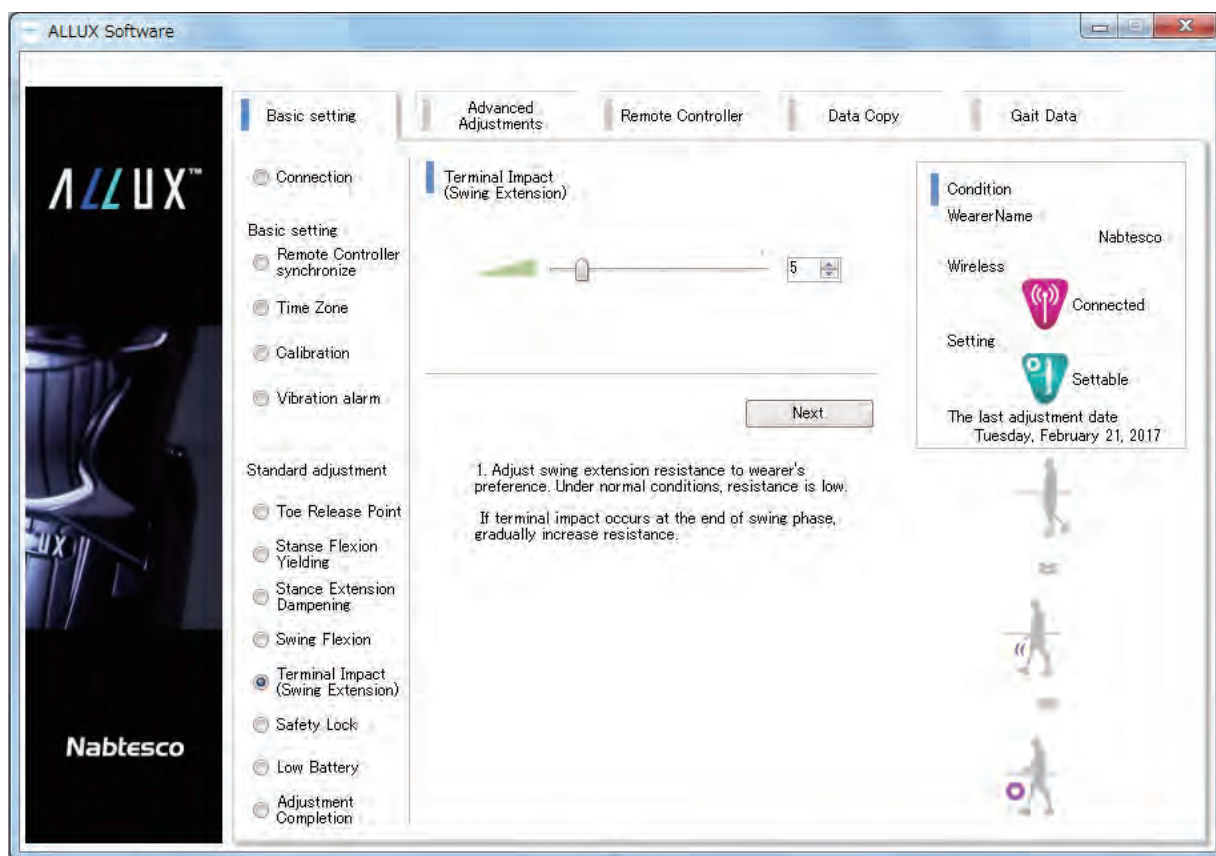 ALLUX Software
ALLUX™
Nabtesco
Basic setting
Advanced
Adjustments
Remote Controller
Data Copy
Gait Data
Connection
Basic setting
Remote Controller
synchronize
Time Zone
Calibration
Vibration alarm
Standard adjustment
Toe Release Point
Stanse Flexion
Yielding
Stance Extension
Dampening
Swing Flexion
Terminal Impact
(Swing Extension)
Safety Lock
Low Battery
Adjustment
Completion
Terminal Impact
(Swing Extension)
5
Next
1. Adjust swing extension resistance to wearer's
preference. Under normal conditions, resistance is low.
If terminal impact occurs at the end of swing phase,
gradually increase resistance.
Condition
WearerName
Nabtesco
Wireless
Connected
Setting
Settable
The last adjustment date
Tuesday, February 21, 2017